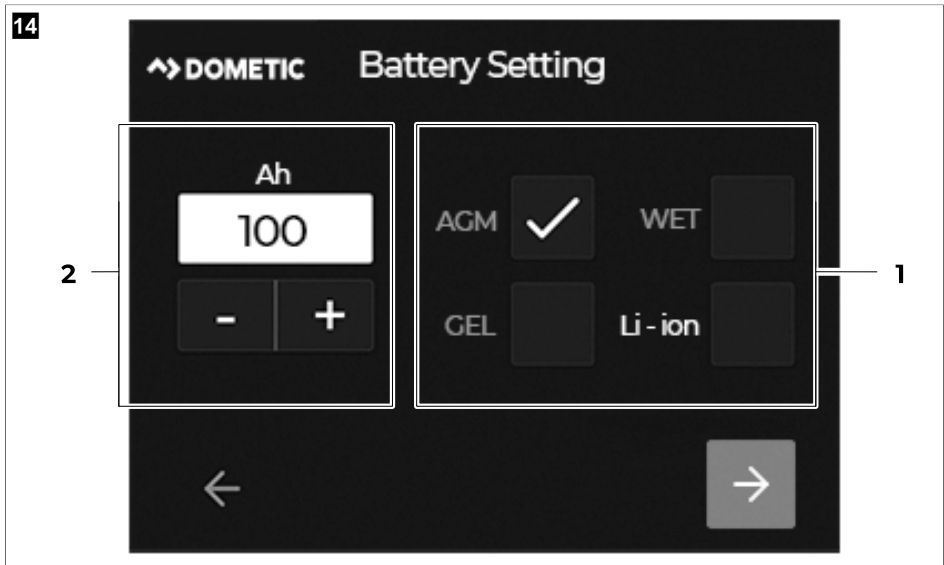 14
DOMETIC Battery Setting
Ah
100
- +
AGM WET
GEL Li-ion
2
1